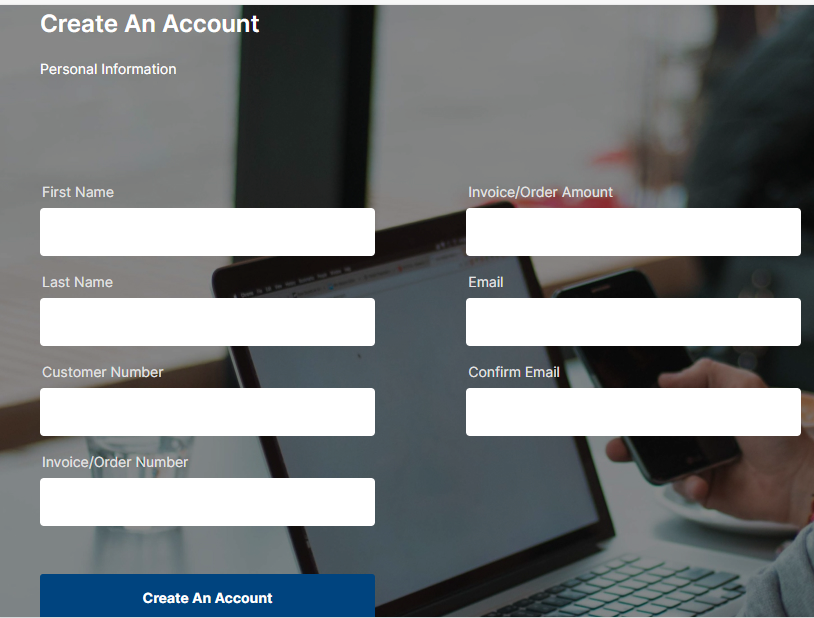 Create An Account
Personal Information
First Name
Invoice/Order Amount
Last Name
Email
Customer Number
Confirm Email
Invoice/Order Number
Create An Account